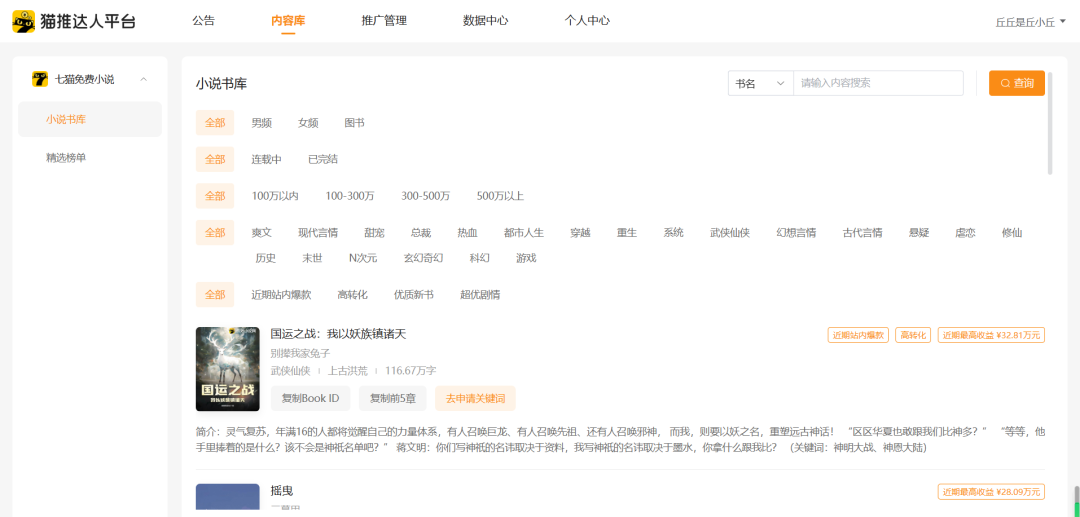 猫推达人平台 公告 内容库 推广管理 数据中心 个人中心 丘丘是丘小丘
七猫免费小说
小说书库
精选榜单
小说书库 书名 请输入内容搜索 查询
全部 男频 女频 图书
全部 连载中 已完结
全部 100万以内 100-300万 300-500万 500万以上
全部 爽文 现代言情 甜宠 总裁 热血 都市人生 穿越 重生 系统 武侠仙侠 幻想言情 古代言情 悬疑 虐恋 修仙
历史 末世 N次元 玄幻奇幻 科幻 游戏
全部 近期站内爆款 高转化 优质新书 超优剧情
国运之战
国运之战：我以妖族镇诸天 近期站内爆款 高转化 近期最高收益 ¥32.81万元
别撵我家兔子
武侠仙侠 上古洪荒 116.67万字
复制Book ID 复制前5章 去申请关键词
简介：灵气复苏，年满16的人都将觉醒自己的力量体系，有人召唤巨龙、有人召唤先祖、还有人召唤邪神， 而我，则要以妖之名，重塑远古神话！ “区区华夏也敢跟我们比神多？” “等等，他
手里捧着的是什么？该不会是神祇名单吧？” 蒋文明：你们写神祇的名讳取决于资料，我写神祇的名讳取决于墨水，你拿什么跟我比？ （关键词：神明大战、神恩大陆）
摇曳 近期最高收益 ¥28.09万元